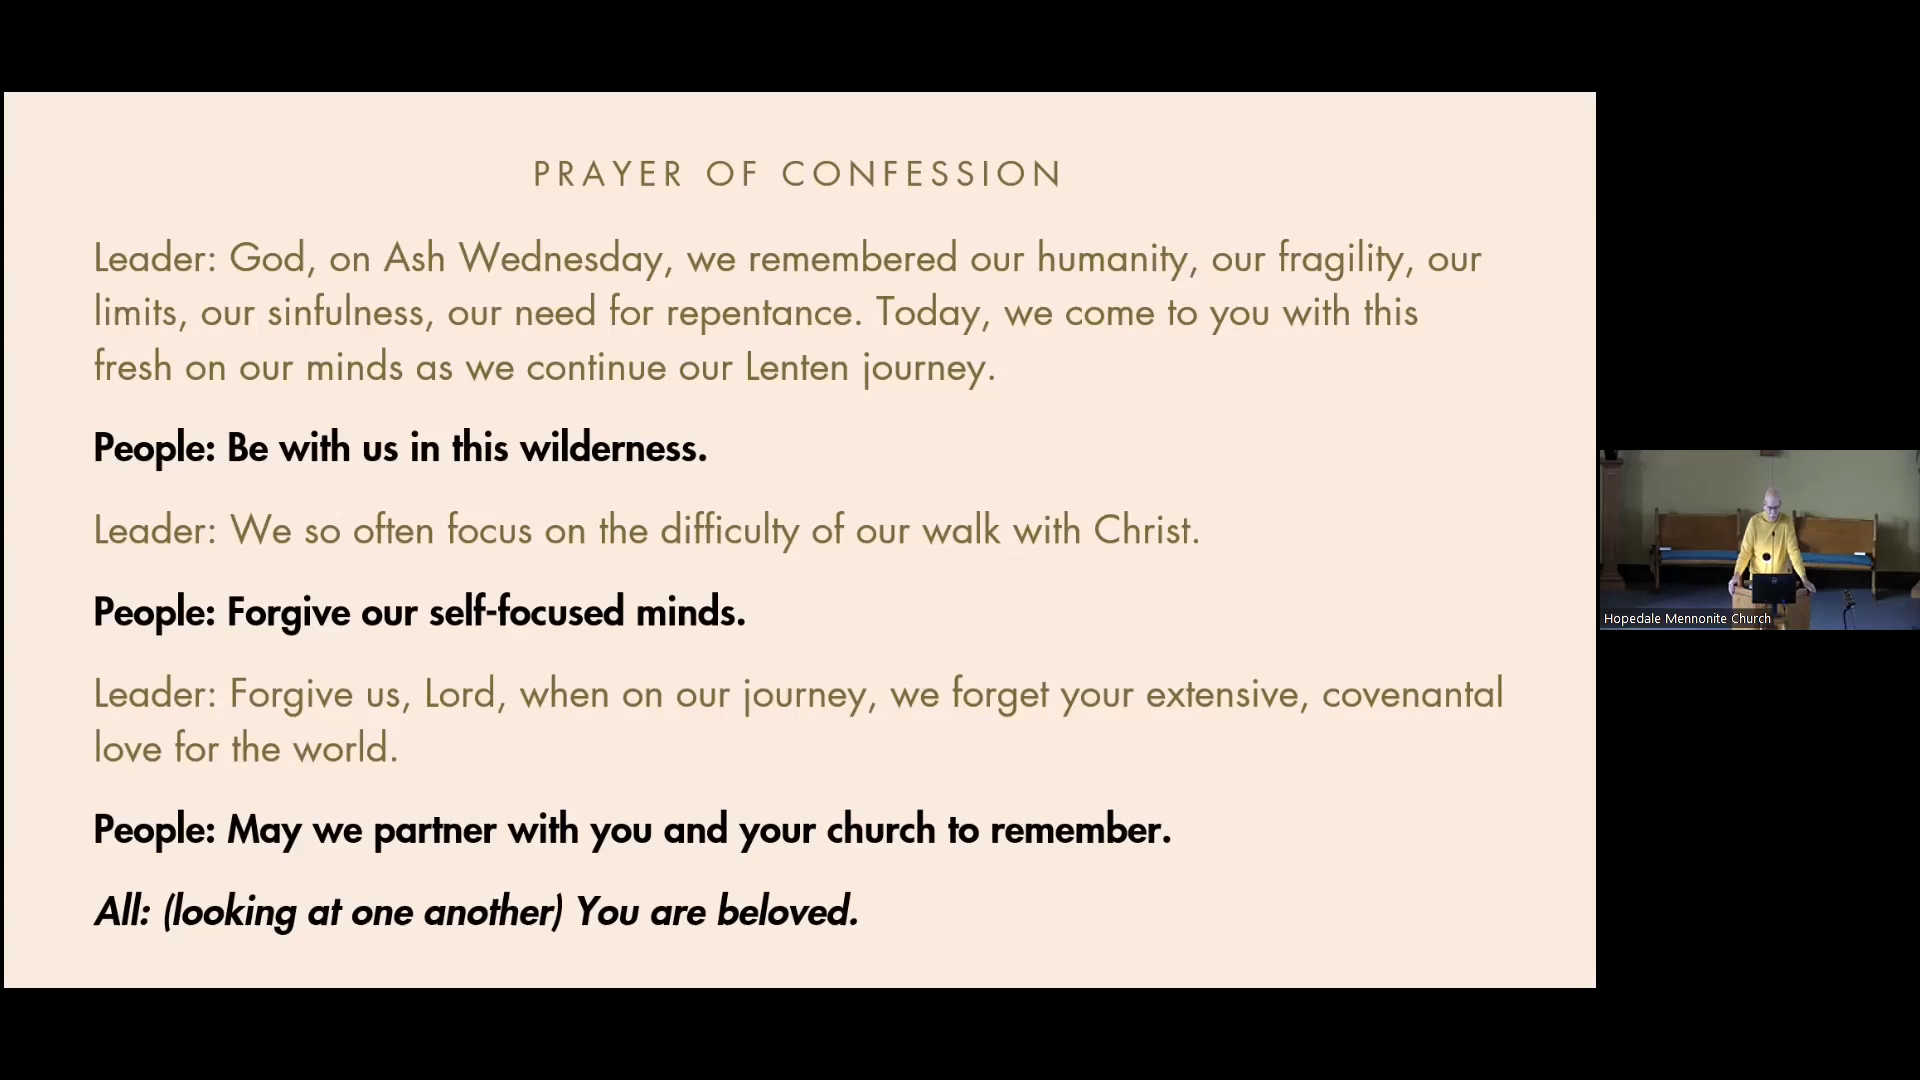 PRAYER OF CONFESSION
Leader: God, on Ash Wednesday, we remembered our humanity, our fragility, our
limits, our sinfulness, our need for repentance. Today, we come to you with this
fresh on our minds as we continue our Lenten journey.
People: Be with us in this wilderness.
Leader: We so often focus on the difficulty of our walk with Christ.
People: Forgive our self-focused minds.
Leader: Forgive us, Lord, when on our journey, we forget your extensive, covenantal
love for the world.
People: May we partner with you and your church to remember.
All: (looking at one another) You are beloved.
Hopedale Mennonite Church